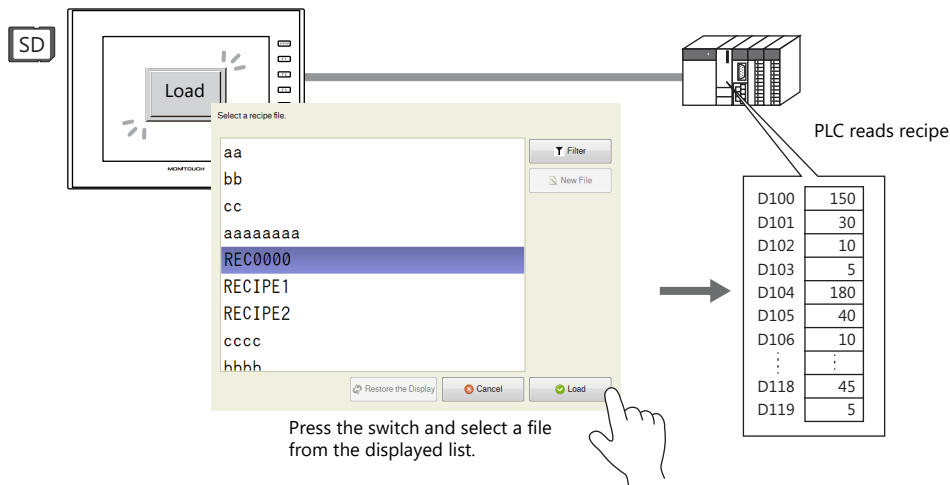 SD
Load
MONITOUCH
Select a recipe file.
aa
bb
cc
aaaaaaaa
REC0000
RECIPE1
RECIPE2
cccc
bbbb
Filter
New File
Restore the Display
Cancel
Load
Press the switch and select a file
from the displayed list.
PLC reads recipe
D100 150
D101 30
D102 10
D103 5
D104 180
D105 40
D106 10
D118 45
D119 5